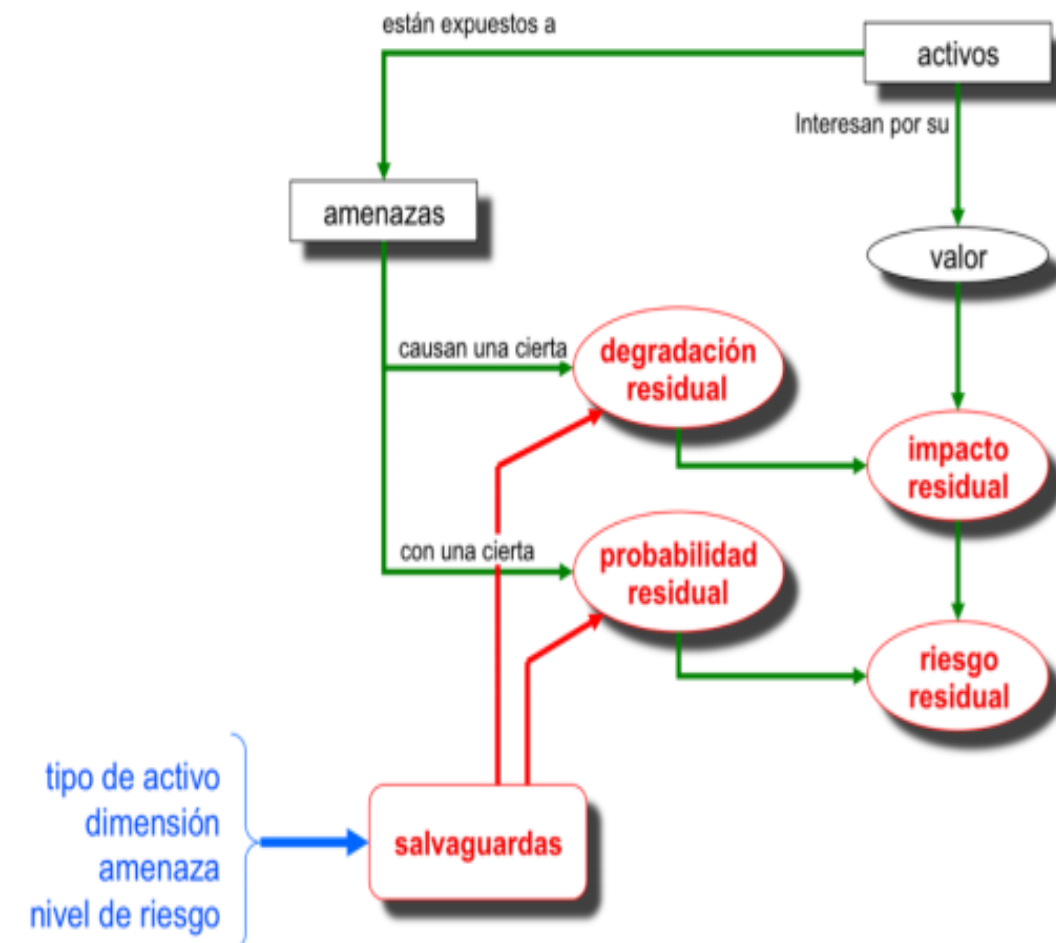 están expuestos a
activos
Interesan por su
amenazas
valor
causan una cierta
degradación
residual
impacto
residual
con una cierta
probabilidad
residual
riesgo
residual
tipo de activo
dimensión
amenaza
nivel de riesgo
salvaguardas